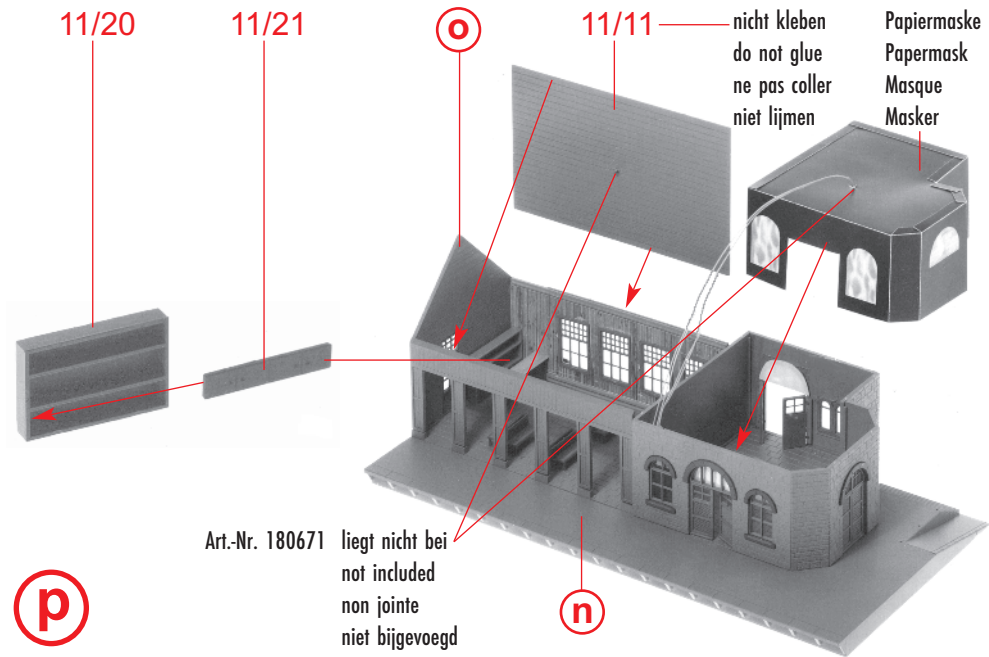 11/20
11/21
o
11/11
nicht kleben
do not glue
ne pas coller
niet lijmen
Papiermaske
Papermask
Masque
Masker
Art.-Nr. 180671 liegt nicht bei
not included
non jointe
niet bijgevoegd
p
n